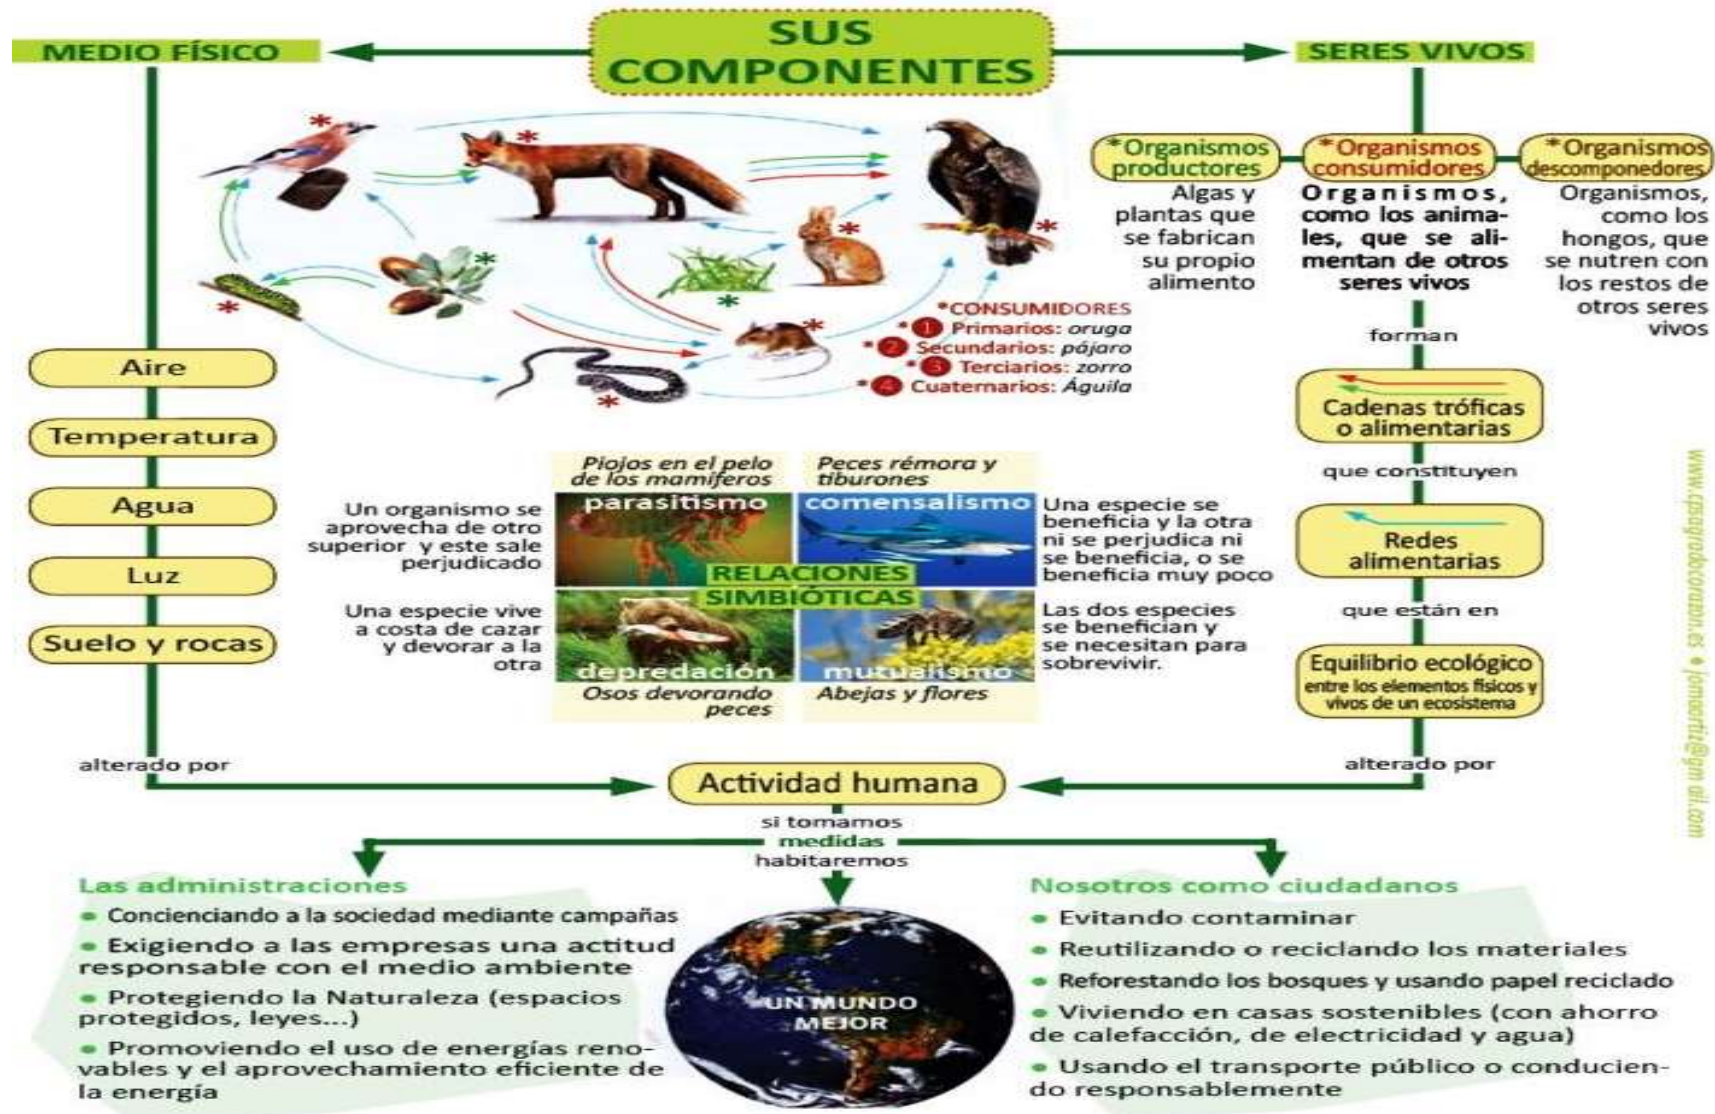 SUS
COMPONENTES
MEDIO FÍSICO
SERES VIVOS
*Organismos
productores
Algas y
plantas que
se fabrican
su propio
alimento
*Organismos
consumidores
Organismos,
como los anima-
les, que se ali-
mentan de otros
seres vivos
*Organismos
descomponedores
Organismos,
como los
hongos, que
se nutren con
los restos de
otros seres
vivos
*CONSUMIDORES
*1 Primarios: oruga
*2 Secundarios: pájaro
*3 Terciarios: zorro
*4 Cuaternarios: Águila
Aire
Temperatura
Agua
Luz
Suelo y rocas
forman
Cadenas tróficas
o alimentarias
que constituyen
Redes
alimentarias
que están en
Equilibrio ecológico
entre los elementos físicos y
vivos de un ecosistema
Piojos en el pelo
de los mamíferos
parasitismo
Un organismo se
aprovecha de otro
superior y este sale
perjudicado
Peces rémora y
tiburones
comensalismo
Una especie se
beneficia y la otra
ni se perjudica ni
se beneficia, o se
beneficia muy poco
RELACIONES
SIMBIÓTICAS
Una especie vive
a costa de cazar
y devorar a la
otra
depredación
Osos devorando
peces
mutualismo
Abejas y flores
Las dos especies
se benefician y
se necesitan para
sobrevivir.
alterado por
alterado por
Actividad humana
si tomamos
medidas
habitaremos
UN MUNDO
MEJOR
Las administraciones
• Concienciando a la sociedad mediante campañas
• Exigiendo a las empresas una actitud
responsable con el medio ambiente
• Protegiendo la Naturaleza (espacios
protegidos, leyes...)
• Promoviendo el uso de energías reno-
vables y el aprovechamiento eficiente de
la energía
Nosotros como ciudadanos
• Evitando contaminar
• Reutilizando o reciclando los materiales
• Reforestando los bosques y usando papel reciclado
• Viviendo en casas sostenibles (con ahorro
de calefacción, de electricidad y agua)
• Usando el transporte público o conducien-
do responsablemente